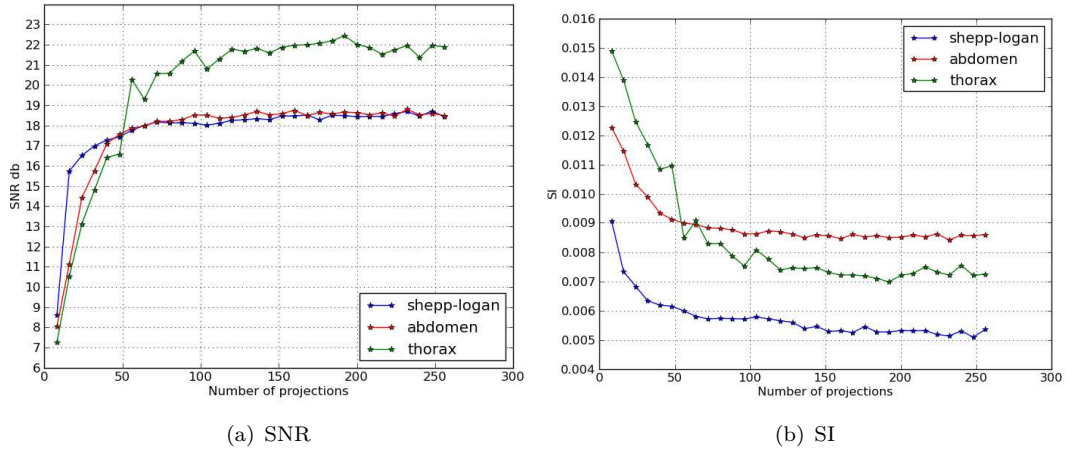 23
22
21
20
19
18
17
16
15
14
13
12
11
10
9
8
7
6
SNR db
0 50 100 150 200 250 300
Number of projections
shepp-logan
abdomen
thorax
(a) SNR
0.016
0.015
0.014
0.013
0.012
0.011
0.010
0.009
0.008
0.007
0.006
0.005
0.004
SI
0 50 100 150 200 250 300
Number of projections
shepp-logan
abdomen
thorax
(b) SI